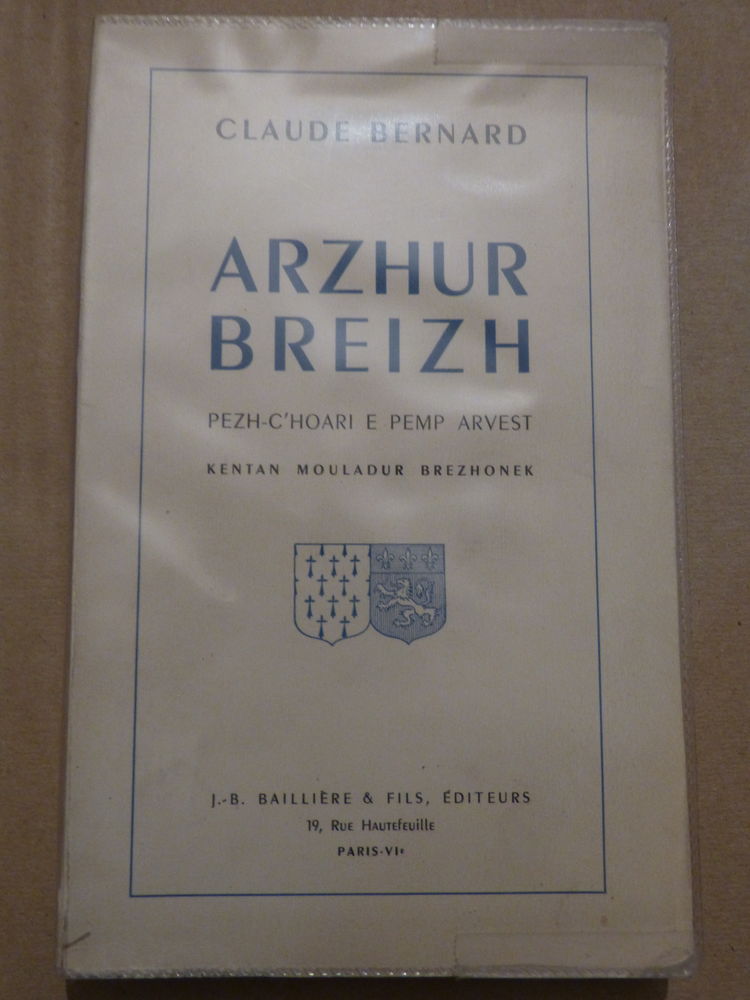 CLAUDE BERNARD
ARZHUR
BREIZH
PEZH-C'HOARI E PEMP ARVEST
KENTAN MOULADUR BREZHONEK
J.-B. BAILLIÈRE & FILS, ÉDITEURS
19, RUE HAUTEFEUILLE
PARIS-VIe